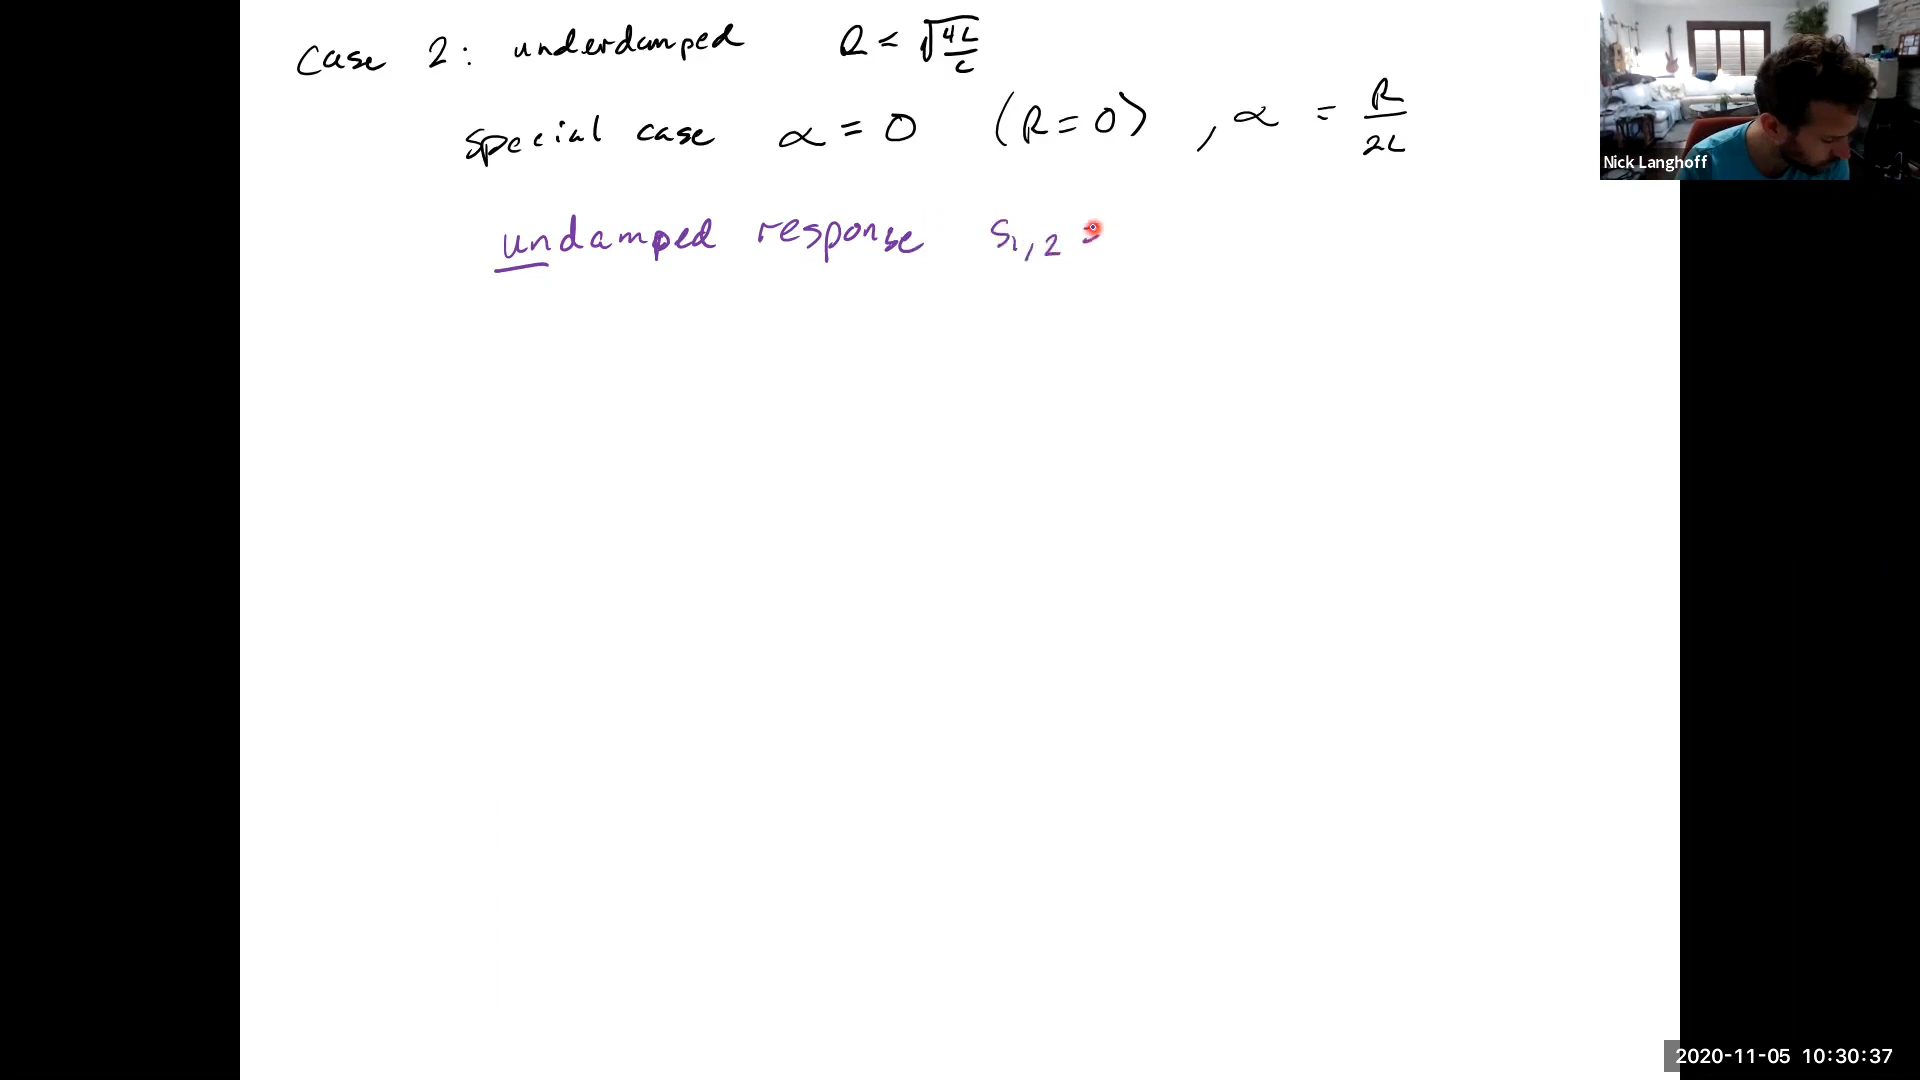 Case 2: underdamped R < √(4L/C)
special case α = 0 (R = 0), α = R/2L
undamped response s₁,₂ =
Nick Langhoff
2020-11-05 10:30:37